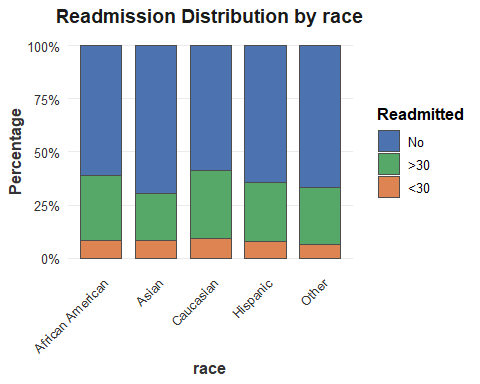 Readmission Distribution by race
Percentage
100%
75%
50%
25%
0%
African American
Asian
Caucasian
Hispanic
Other
race
Readmitted
No
>30
<30